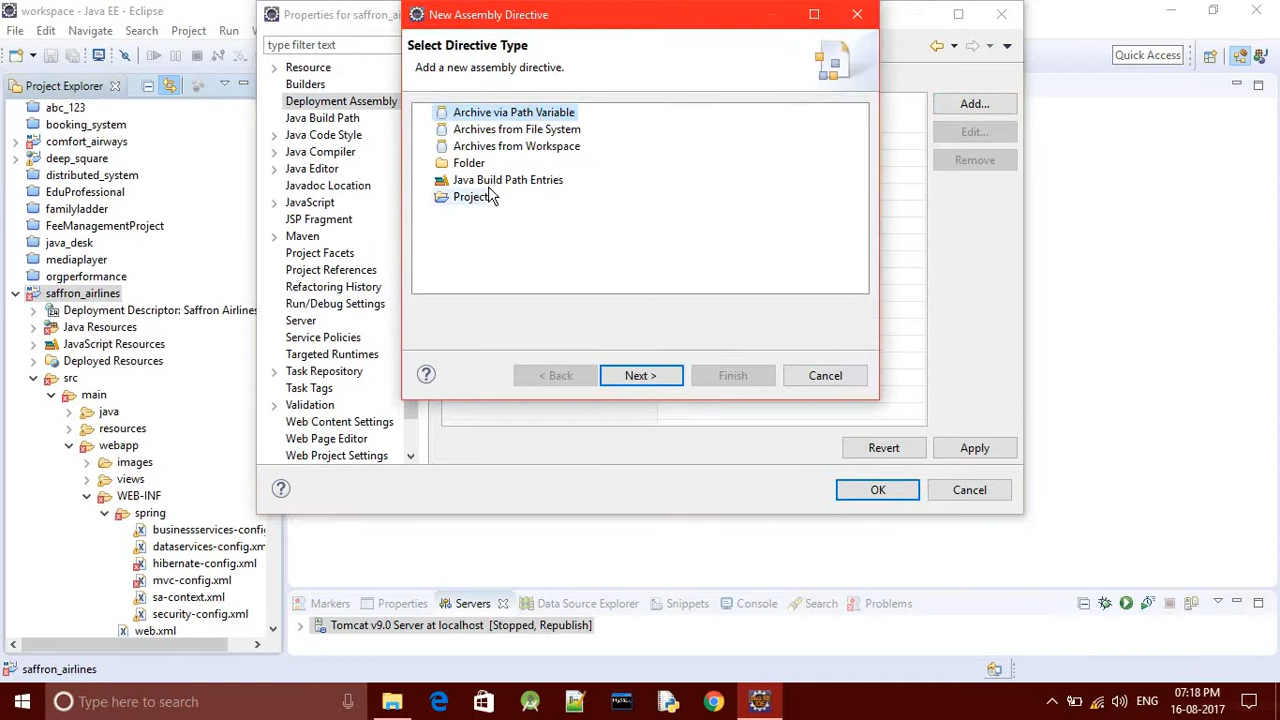 workspace - Java EE - Eclipse
File Edit Navigate Search Project Run
Quick Access
Project Explorer
abc_123
booking_system
comfort_airways
deep_square
distributed_system
EduProfessional
familyladder
FeeManagementProject
java_desk
mediaplayer
orgperformance
saffron_airlines
Deployment Descriptor: Saffron Airlines
Java Resources
JavaScript Resources
Deployed Resources
src
main
java
resources
webapp
images
views
WEB-INF
spring
businessservices-confi
dataservices-config.xm
hibernate-config.xml
mvc-config.xml
sa-context.xml
security-config.xml
web.xml
Properties for saffron_airlines
type filter text
Resource
Builders
Deployment Assembly
Java Build Path
Java Code Style
Java Compiler
Java Editor
Javadoc Location
JavaScript
JSP Fragment
Maven
Project Facets
Project References
Refactoring History
Run/Debug Settings
Server
Service Policies
Targeted Runtimes
Task Repository
Task Tags
Validation
Web Content Settings
Web Page Editor
Web Project Settings
Add...
Edit...
Remove
Revert
Apply
OK
Cancel
New Assembly Directive
Select Directive Type
Add a new assembly directive.
Archive via Path Variable
Archives from File System
Archives from Workspace
Folder
Java Build Path Entries
Project
< Back
Next >
Finish
Cancel
Markers Properties Servers Data Source Explorer Snippets Console Search Problems
Tomcat v9.0 Server at localhost [Stopped, Republish]
saffron_airlines
Type here to search
ENG
07:18 PM
16-08-2017